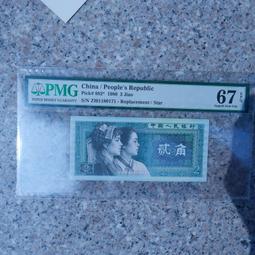 PMG
China / People's Republic
Pick# 882* 1980 2 Jiao
- Replacement / Star
67
中国人民银行
贰角
2